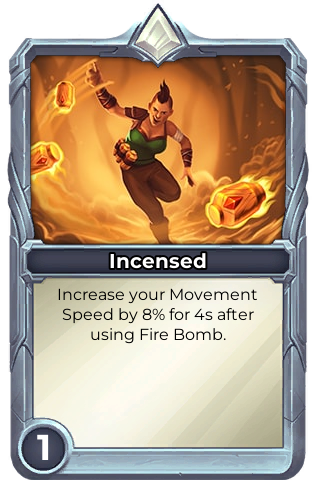 Incensed
Increase your Movement
Speed by 8% for 4s after
using Fire Bomb.
1